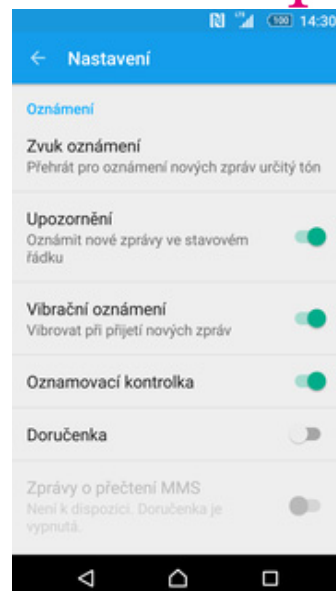 LTE 100 14:30
Nastavení
Oznámení
Zvuk oznámení
Přehrát pro oznámení nových zpráv určitý tón
Upozornění
Oznámit nové zprávy ve stavovém
řádku
Vibrační oznámení
Vibrovat při přijetí nových zpráv
Oznamovací kontrolka
Doručenka
Zprávy o přečtení MMS
Není k dispozici. Doručenka je
vypnutá.